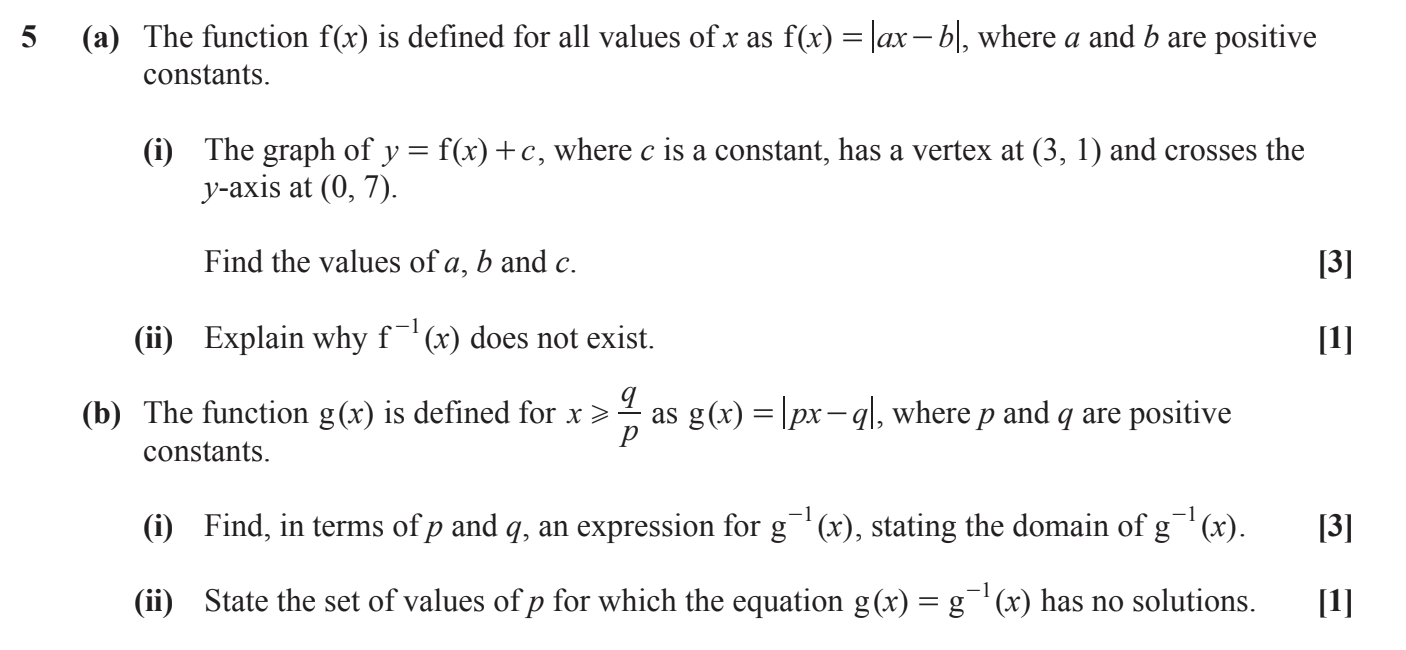 5 (a) The function f(x) is defined for all values of x as f(x) = |ax − b|, where a and b are positive
constants.
(i) The graph of y = f(x) + c, where c is a constant, has a vertex at (3, 1) and crosses the
y-axis at (0, 7).
Find the values of a, b and c. [3]
(ii) Explain why f⁻¹(x) does not exist. [1]
(b) The function g(x) is defined for x ⩾ q/p as g(x) = |px − q|, where p and q are positive
constants.
(i) Find, in terms of p and q, an expression for g⁻¹(x), stating the domain of g⁻¹(x). [3]
(ii) State the set of values of p for which the equation g(x) = g⁻¹(x) has no solutions. [1]